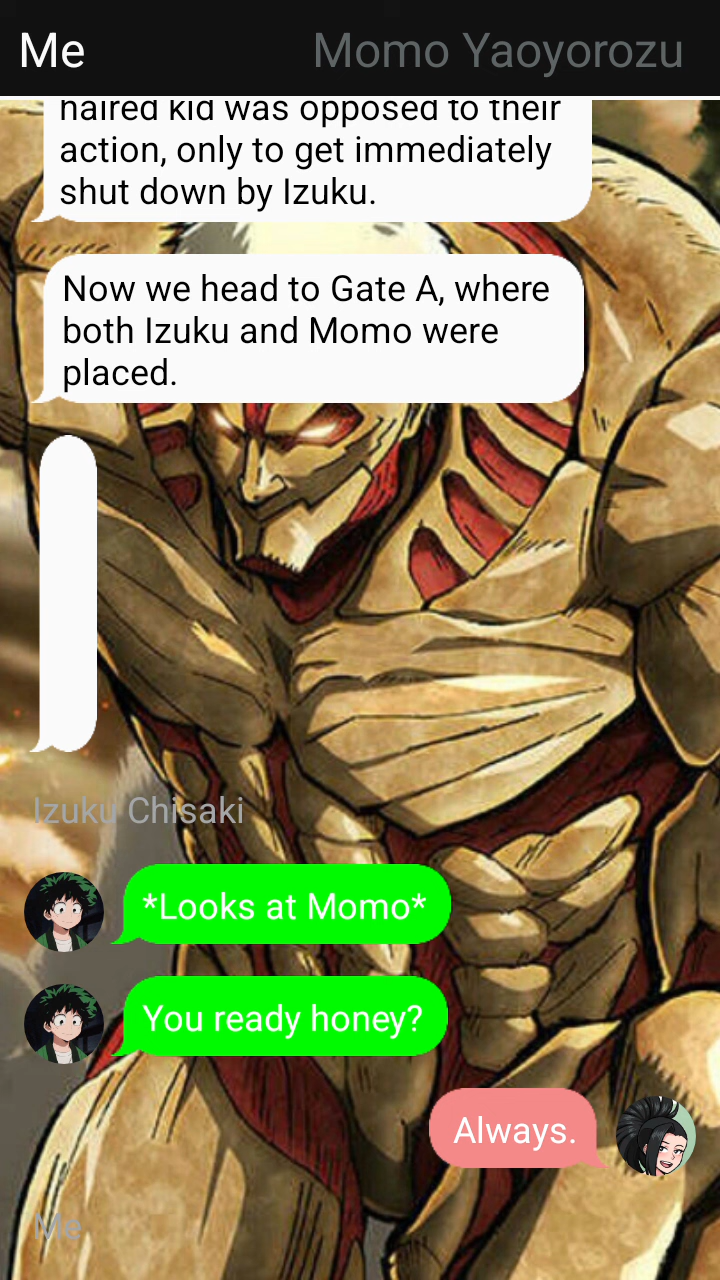 Me
Momo Yaoyorozu
haired kid was opposed to their
action, only to get immediately
shut down by Izuku.
Now we head to Gate A, where
both Izuku and Momo were
placed.
Izuku Chisaki
*Looks at Momo*
You ready honey?
Always.
Me